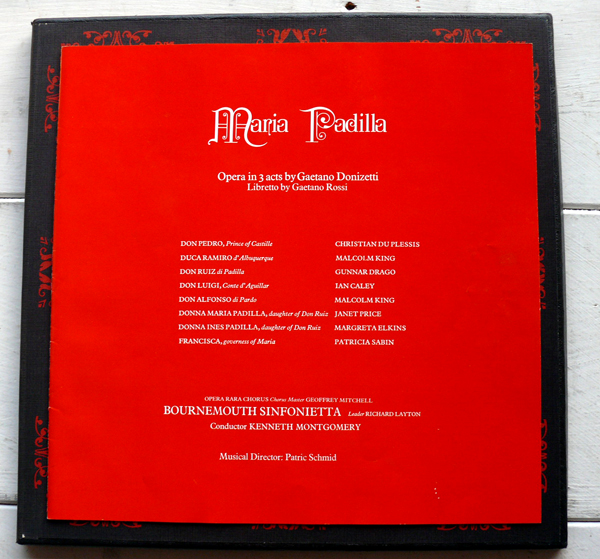 Maria Padilla
Opera in 3 acts by Gaetano Donizetti
Libretto by Gaetano Rossi
DON PEDRO, Prince of Castille CHRISTIAN DU PLESSIS
DUCA RAMIRO d'Albuquerque MALCOLM KING
DON RUIZ di Padilla GUNNAR DRAGO
DON LUIGI, Conte d'Aguillar IAN CALEY
DON ALFONSO di Pardo MALCOLM KING
DONNA MARIA PADILLA, daughter of Don Ruiz JANET PRICE
DONNA INES PADILLA, daughter of Don Ruiz MARGRETA ELKINS
FRANCISCA, governess of Maria PATRICIA SABIN
OPERA RARA CHORUS Chorus Master GEOFFREY MITCHELL
BOURNEMOUTH SINFONIETTA Leader RICHARD LAYTON
Conductor KENNETH MONTGOMERY
Musical Director: Patric Schmid